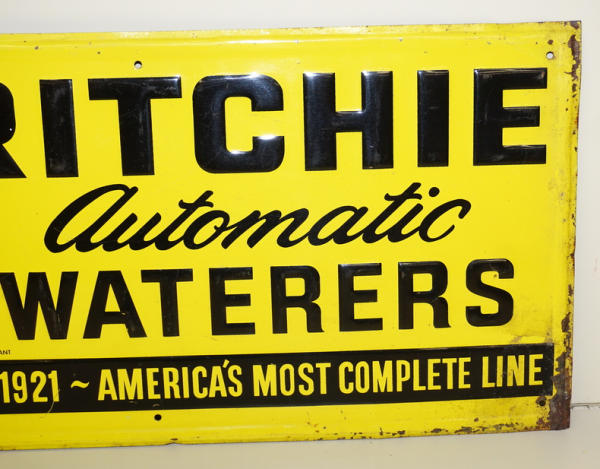 RITCHIE
Automatic
WATERERS
1921 ~ AMERICA'S MOST COMPLETE LINE